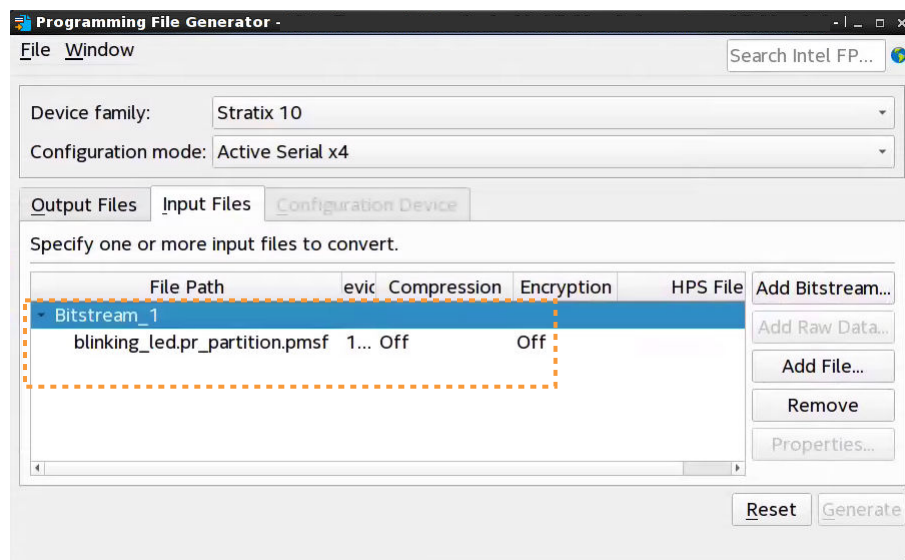 Programming File Generator -
File Window
Search Intel FP...
Device family: Stratix 10
Configuration mode: Active Serial x4
Output Files Input Files Configuration Device
Specify one or more input files to convert.
File Path evic Compression Encryption HPS File
Add Bitstream...
Bitstream_1
Add Raw Data...
blinking_led.pr_partition.pmsf 1... Off Off
Add File...
Remove
Properties...
Reset Generate